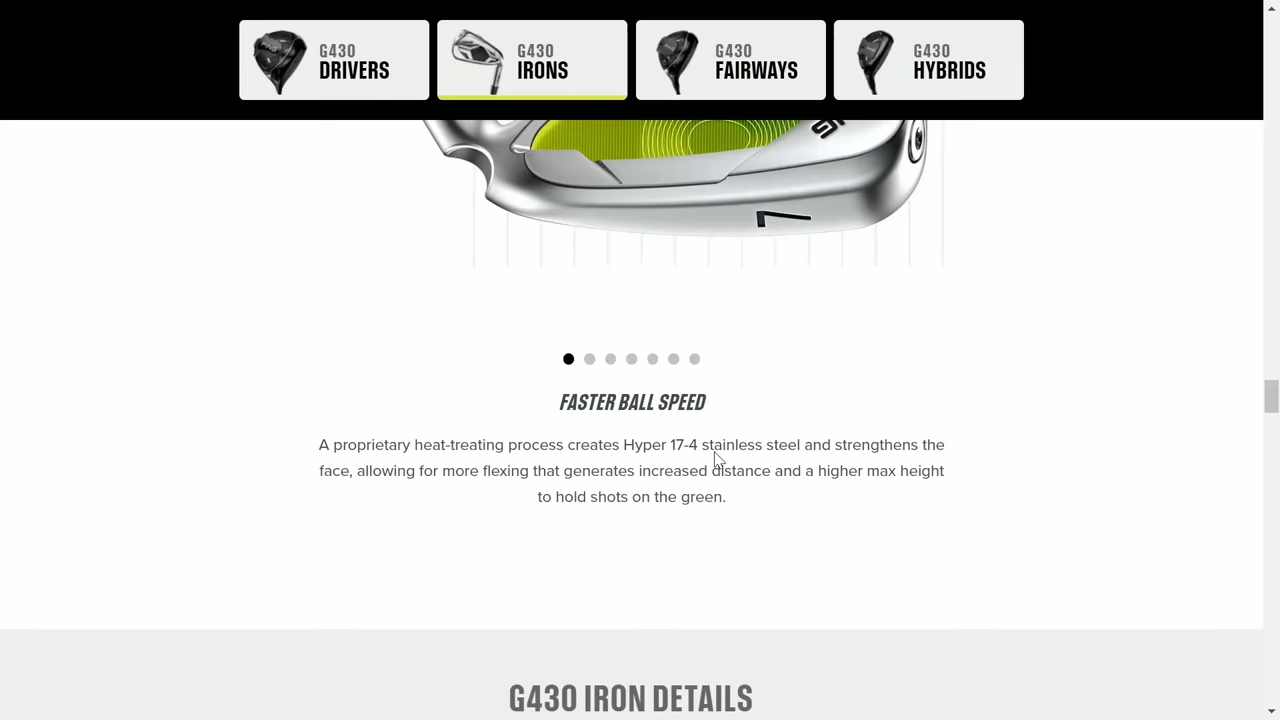 G430
DRIVERS
G430
IRONS
G430
FAIRWAYS
G430
HYBRIDS
7
FASTER BALL SPEED
A proprietary heat-treating process creates Hyper 17-4 stainless steel and strengthens the
face, allowing for more flexing that generates increased distance and a higher max height
to hold shots on the green.
G430 IRON DETAILS